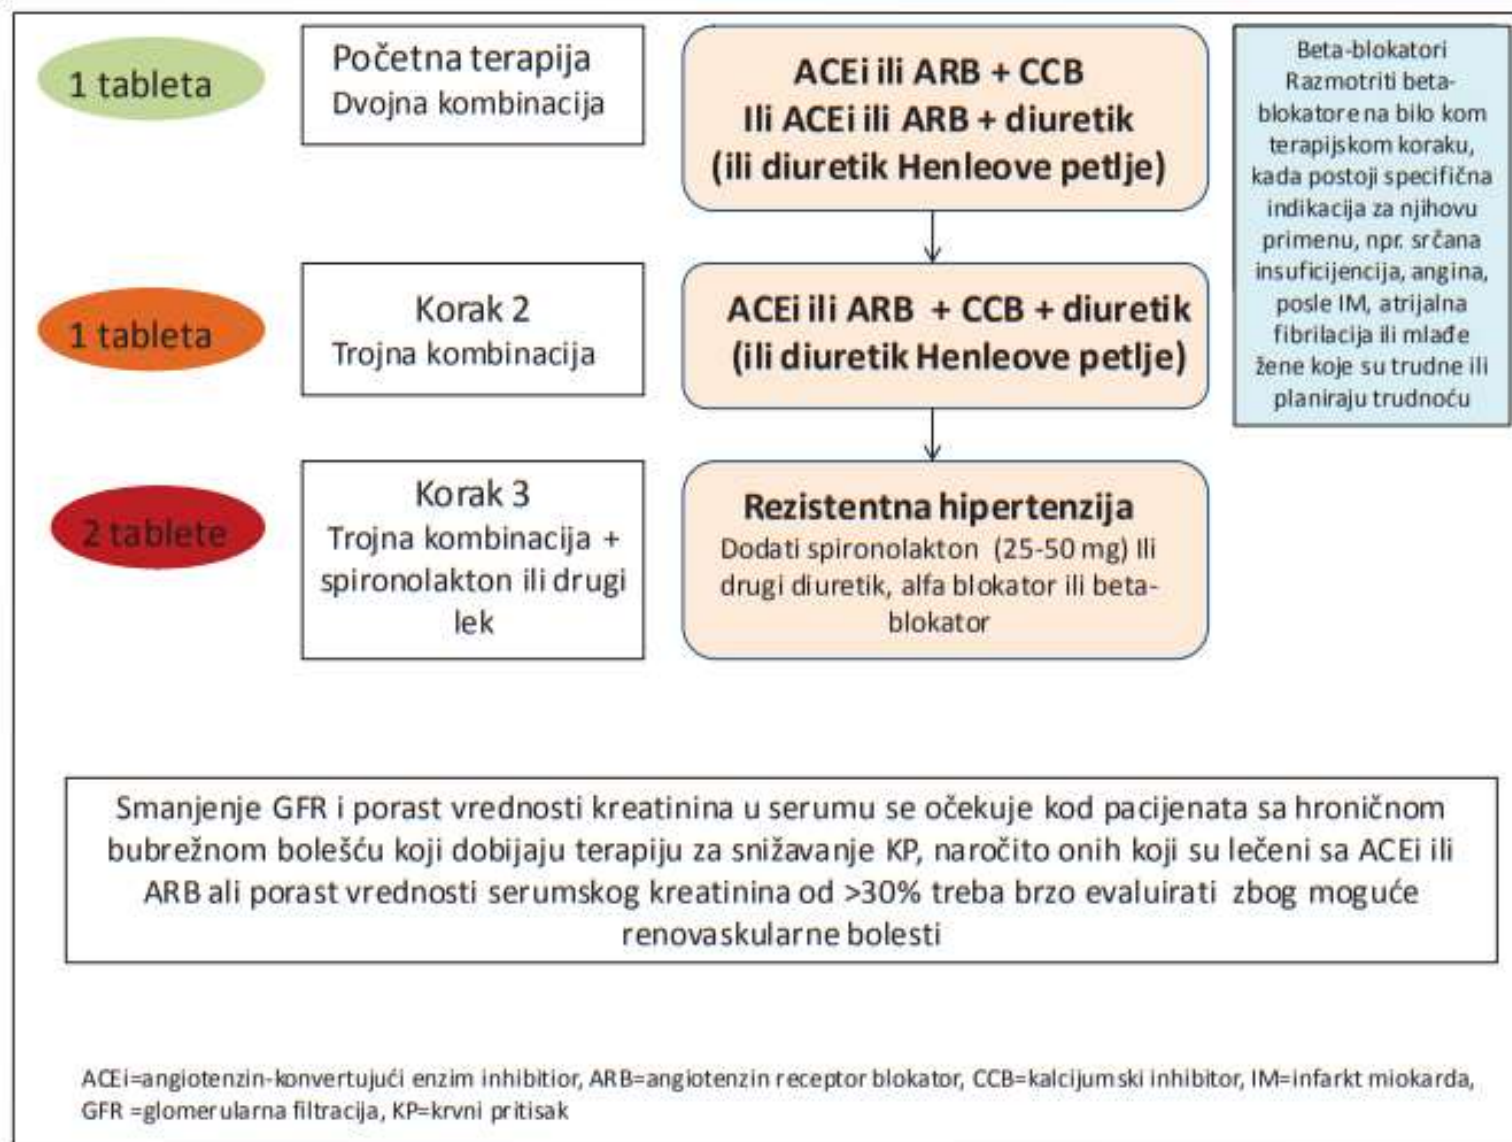 1 tableta
Početna terapija
Dvojna kombinacija
ACEi ili ARB + CCB
Ili ACEi ili ARB + diuretik
(ili diuretik Henleove petlje)
Beta-blokatori
Razmotriti beta-
blokatore na bilo kom
terapijskom koraku,
kada postoji specifična
indikacija za njihovu
primenu, npr. srčana
insuficijencija, angina,
posle IM, atrijalna
fibrilacija ili mlađe
žene koje su trudne ili
planiraju trudnoću
1 tableta
Korak 2
Trojna kombinacija
ACEi ili ARB + CCB + diuretik
(ili diuretik Henleove petlje)
2 tablete
Korak 3
Trojna kombinacija +
spironolakton ili drugi
lek
Rezistentna hipertenzija
Dodati spironolakton (25-50 mg) Ili
drugi diuretik, alfa blokator ili beta-
blokator
Smanjenje GFR i porast vrednosti kreatinina u serumu se očekuje kod pacijenata sa hroničnom
bubrežnom bolešću koji dobijaju terapiju za snižavanje KP, naročito onih koji su lečeni sa ACEi ili
ARB ali porast vrednosti serumskog kreatinina od >30% treba brzo evaluirati zbog moguće
renovaskularne bolesti
ACEi=angiotenzin-konvertujući enzim inhibitior, ARB=angiotenzin receptor blokator, CCB=kalcijumski inhibitor, IM=infarkt miokarda,
GFR =glomerularna filtracija, KP=krvni pritisak